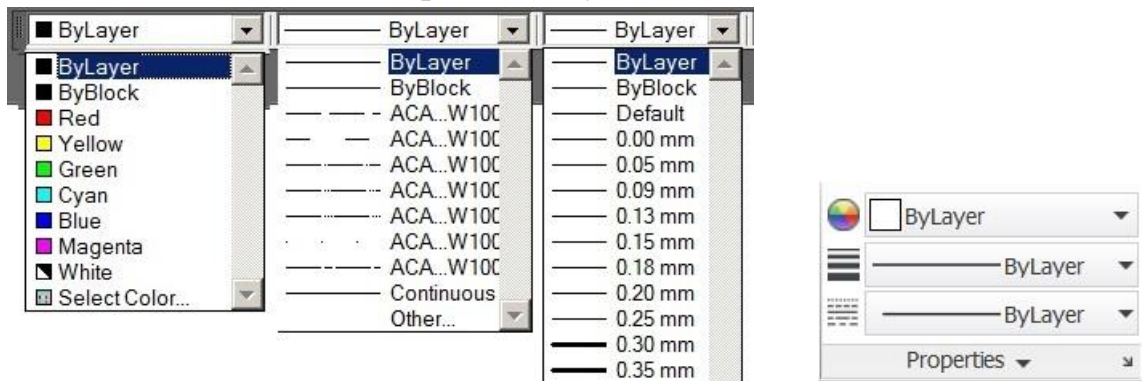 ByLayer
ByLayer
ByBlock
Red
Yellow
Green
Cyan
Blue
Magenta
White
Select Color...
ByLayer
ByLayer
ByBlock
ACA...W100
ACA...W100
ACA...W100
ACA...W100
ACA...W100
ACA...W100
ACA...W100
Continuous
Other...
ByLayer
ByLayer
ByBlock
Default
0.00 mm
0.05 mm
0.09 mm
0.13 mm
0.15 mm
0.18 mm
0.20 mm
0.25 mm
0.30 mm
0.35 mm
ByLayer
ByLayer
ByLayer
Properties